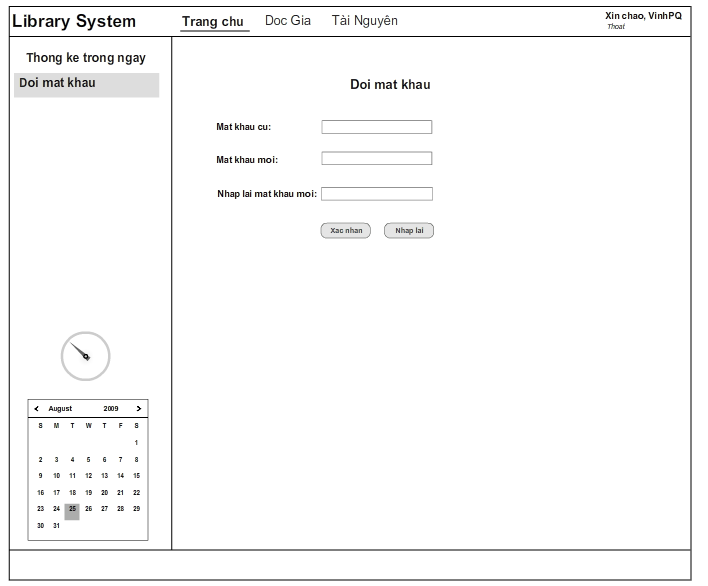 Library System
Trang chu Doc Gia Tài Nguyên
Xin chao, VinhPQ
Thoat
Thong ke trong ngay
Doi mat khau
Doi mat khau
Mat khau cu:
Mat khau moi:
Nhap lai mat khau moi:
Xac nhan Nhap lai
< August 2009 >
S M T W T F S
1
2 3 4 5 6 7 8
9 10 11 12 13 14 15
16 17 18 19 20 21 22
23 24 25 26 27 28 29
30 31